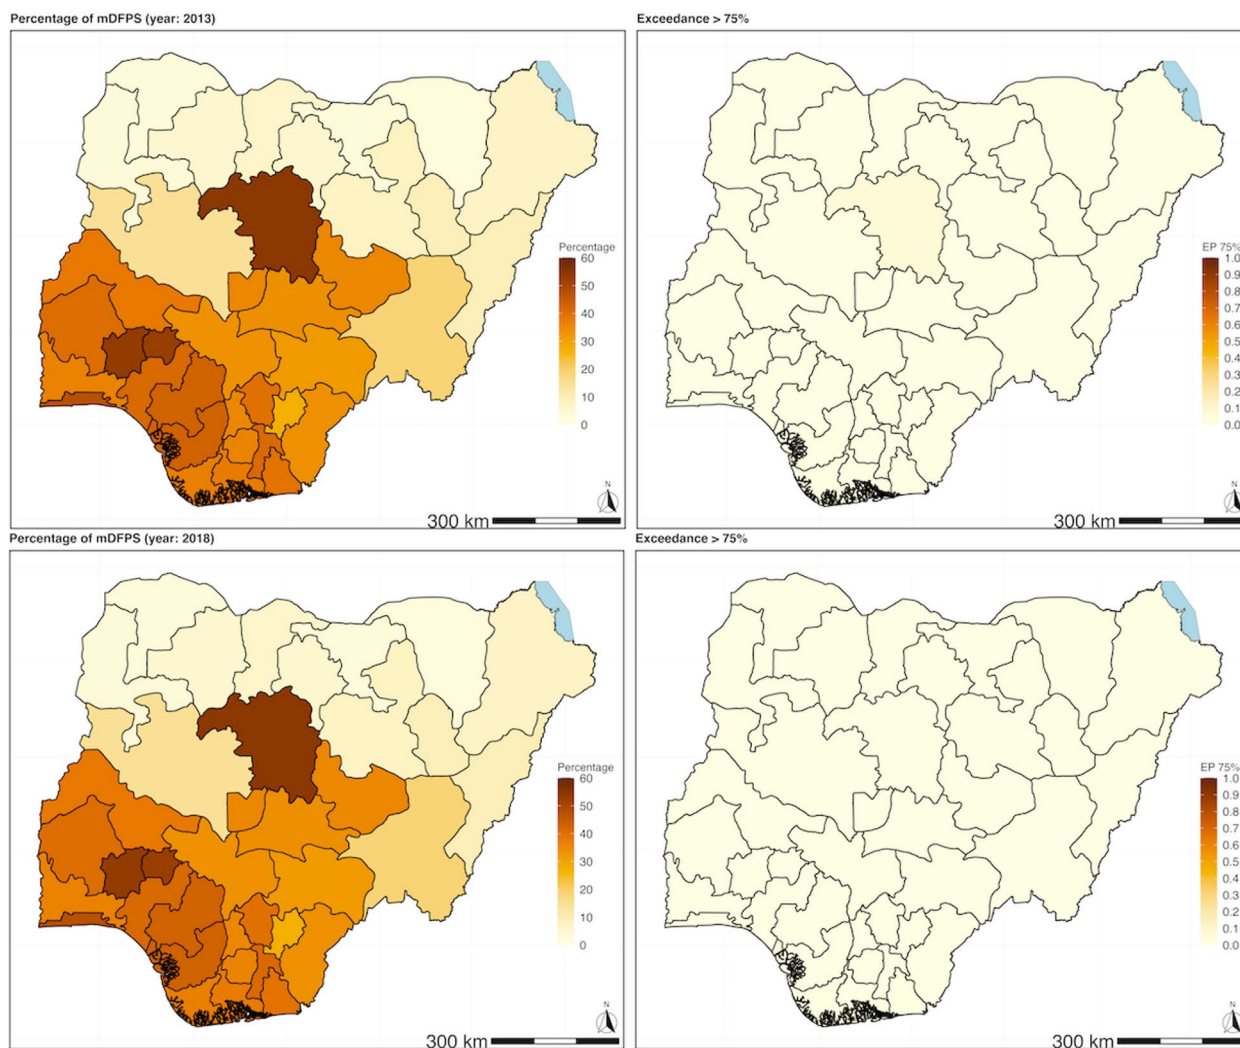 Percentage of mDFPS (year: 2013)
Exceedance > 75%
Percentage
60
50
40
30
20
10
0
N
300 km
EP 75%
1.0
0.9
0.8
0.7
0.6
0.5
0.4
0.3
0.2
0.1
0.0
N
300 km
Percentage of mDFPS (year: 2018)
Exceedance > 75%
Percentage
60
50
40
30
20
10
0
N
300 km
EP 75%
1.0
0.9
0.8
0.7
0.6
0.5
0.4
0.3
0.2
0.1
0.0
N
300 km